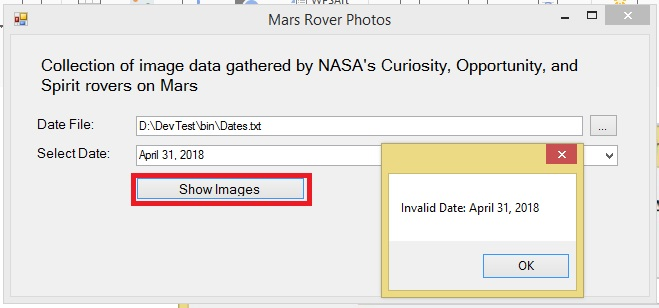 Mars Rover Photos
Collection of image data gathered by NASA's Curiosity, Opportunity, and
Spirit rovers on Mars
Date File: D:\DevTest\bin\Dates.txt ...
Select Date: April 31, 2018
Show Images
Invalid Date: April 31, 2018
OK